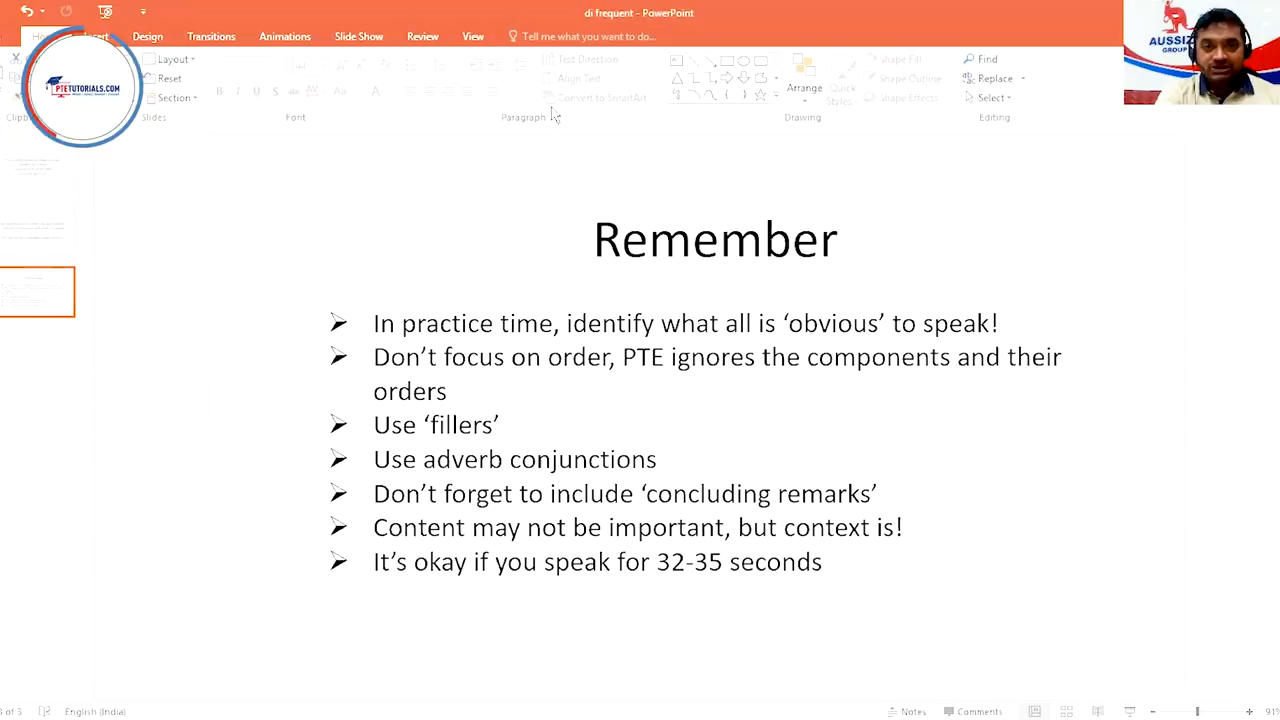 di frequent - PowerPoint
Insert Design Transitions Animations Slide Show Review View Tell me what you want to do...
PTETUTORIALS.COM
AUSSIZ
GROUP
Layout
Reset
Section
Slides
Font
Text Direction
Align Text
Convert to SmartArt
Paragraph
Arrange
Quick
Styles
Shape Fill
Shape Outline
Shape Effects
Drawing
Find
Replace
Select
Editing
Remember
In practice time, identify what all is ‘obvious’ to speak!
Don’t focus on order, PTE ignores the components and their
orders
Use ‘fillers’
Use adverb conjunctions
Don’t forget to include ‘concluding remarks’
Content may not be important, but context is!
It’s okay if you speak for 32-35 seconds
of 3 English (India) Notes Comments 91%